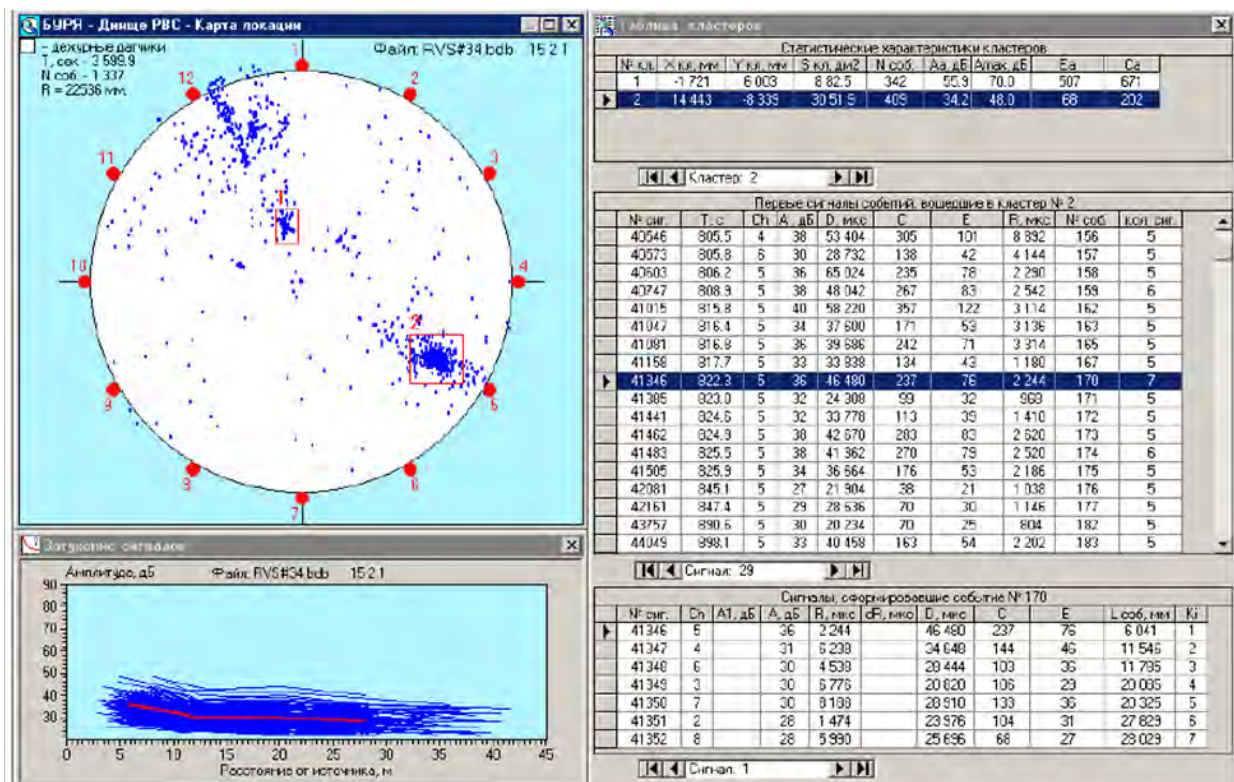 БУРЯ - Днище РВС - Карта локации
- дежурные датчики
Файл: RVS#34.bdb 15 2 1
T, сек - 3 599.9
N соб. - 1 337
R = 22536 мм.
1
12
2
11
3
1
10
4
2
9
5
8
6
7
Затухание сигналов
Амплитуда, дБ Файл: RVS#34.bdb 15 2 1
90
80
70
60
50
40
30
0 5 10 15 20 25 30 35 40 45
Расстояние от источника, м
Таблица кластеров
Статистические характеристики кластеров
№ кл. X кл, мм Y кл, мм S кл, дм2 N соб. Aa, дБ Amax, дБ Ea Ca
1 -1 721 6 003 8 82.5 342 55.9 70.0 507 671
2 14 443 -8 339 30 51.9 409 34.2 48.0 68 202
Кластер: 2
Первые сигналы событий, вошедшие в кластер № 2
№ сиг. T, с Ch A, дБ D, мкс C E R, мкс № соб. кол. сиг.
40546 805.5 4 38 53 404 305 101 8 892 156 5
40573 805.8 6 30 28 732 138 42 4 144 157 5
40603 806.2 5 36 65 024 235 78 2 290 158 5
40747 808.9 5 38 48 042 267 83 2 542 159 6
41015 815.8 5 40 58 220 357 122 3 114 162 5
41047 816.4 5 34 37 600 171 53 3 136 163 5
41081 816.8 5 36 39 686 242 71 3 314 165 5
41158 817.7 5 33 33 838 134 43 1 180 167 5
41346 822.3 5 36 46 480 237 76 2 244 170 7
41385 823.0 5 32 24 308 99 32 968 171 5
41441 824.6 5 32 33 778 113 39 1 410 172 5
41462 824.9 5 38 42 670 283 83 2 620 173 5
41483 825.5 5 38 41 362 270 79 2 520 174 6
41505 825.9 5 34 36 664 176 53 2 186 175 5
42081 845.1 5 27 21 904 38 21 1 038 176 5
42161 847.4 5 29 28 636 70 30 1 146 177 5
43757 890.6 5 30 20 234 70 25 804 182 5
44049 898.1 5 33 40 458 163 54 2 202 183 5
Сигнал: 29
Сигналы, сформировавшие событие № 170
№ сиг. Ch A1, дБ A, дБ R, мкс dR, мкс D, мкс C E L соб, мм Ki
41346 5 36 2 244 46 480 237 76 6 041 1
41347 4 31 6 238 34 648 144 46 11 546 2
41348 6 30 4 538 28 444 103 36 11 795 3
41349 3 30 6 776 20 820 106 29 20 085 4
41350 7 30 8 188 28 910 133 36 20 325 5
41351 2 28 1 474 23 976 104 31 27 829 6
41352 8 28 5 990 25 696 68 27 28 029 7
Сигнал: 1